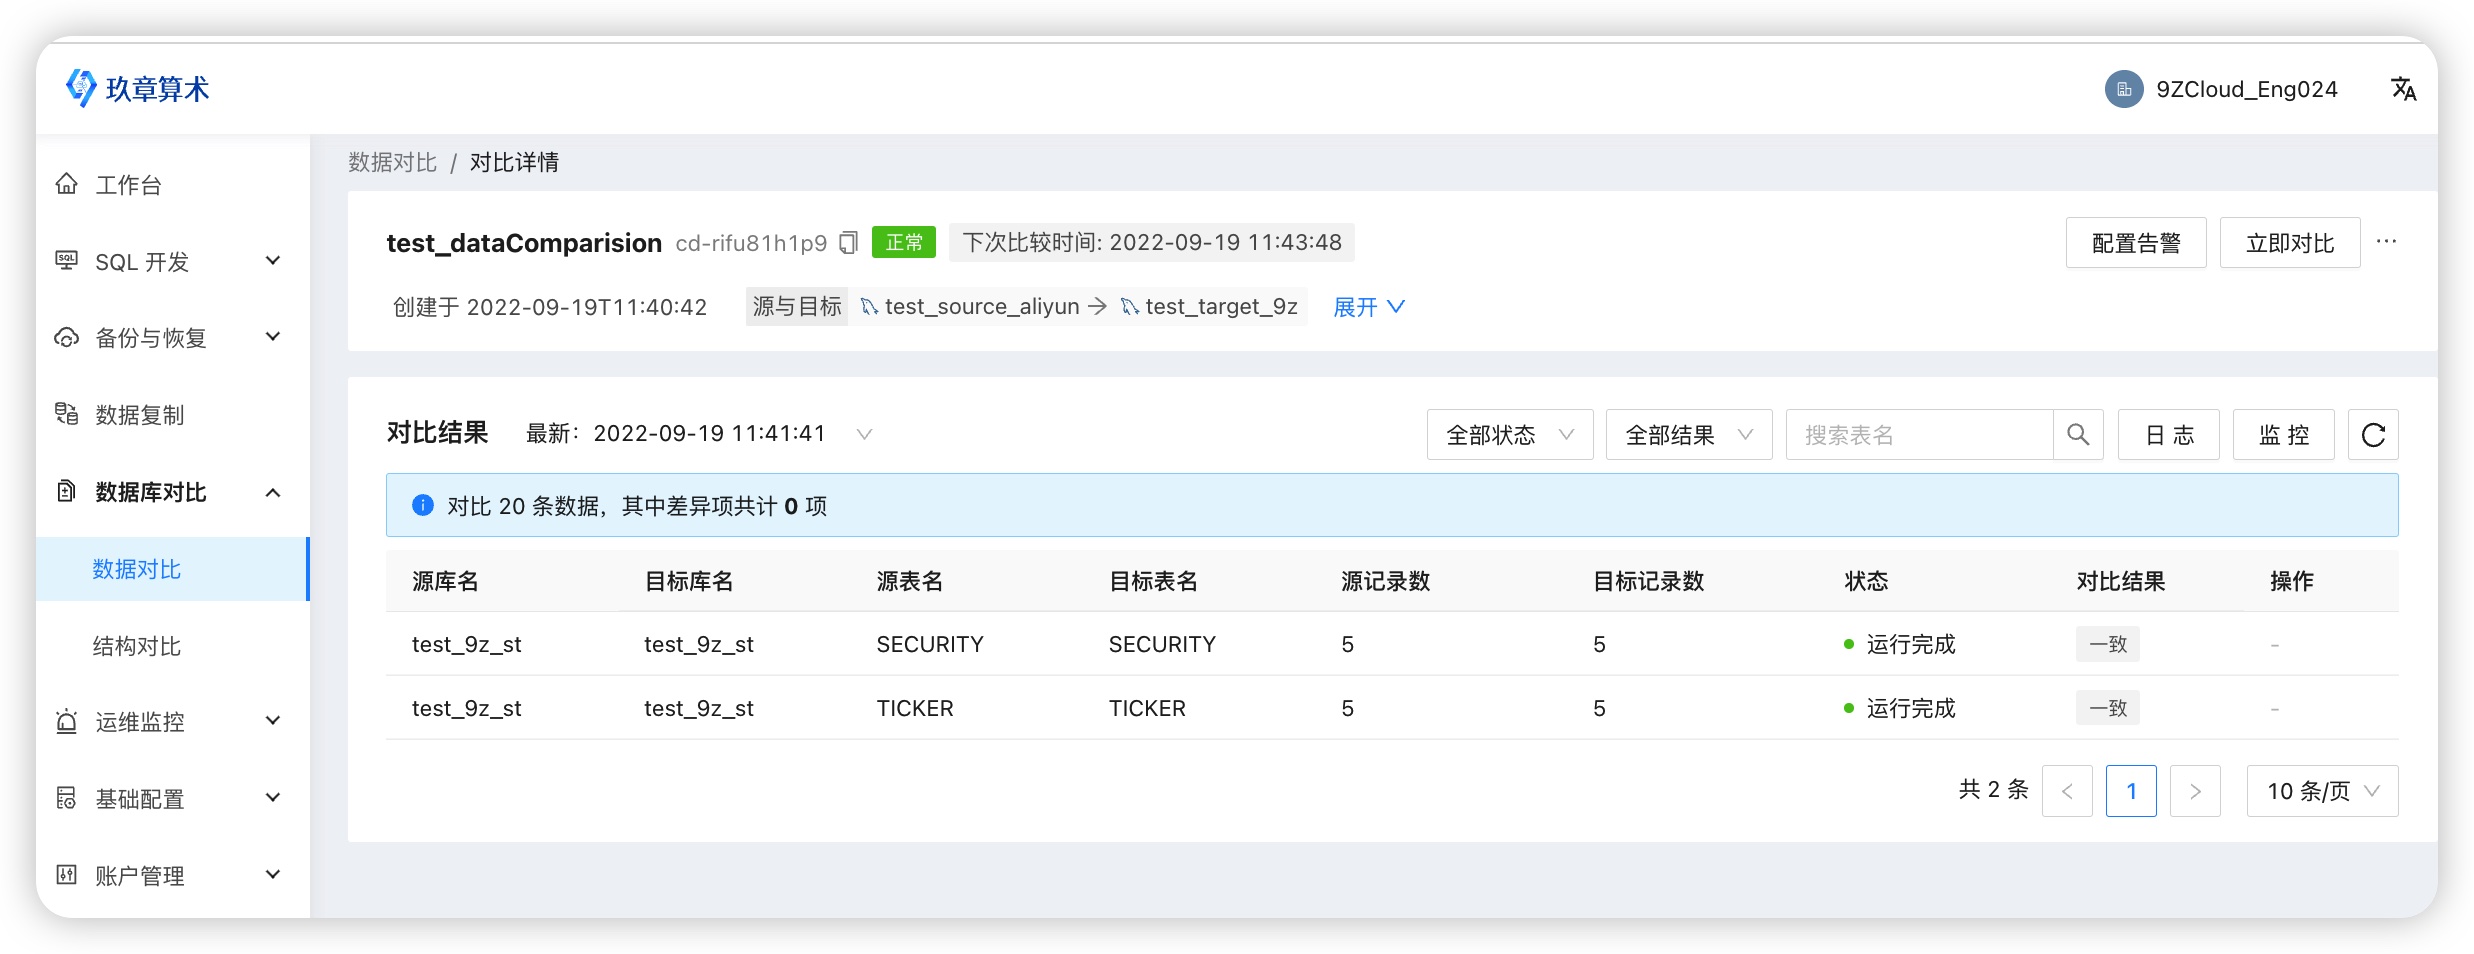 玖章算术
9ZCloud_Eng024
工作台
SQL 开发
备份与恢复
数据复制
数据库对比
数据对比
结构对比
运维监控
基础配置
账户管理
数据对比 / 对比详情
test_dataComparision cd-rifu81h1p9 正常 下次比较时间: 2022-09-19 11:43:48 配置告警 立即对比 ···
创建于 2022-09-19T11:40:42 源与目标 test_source_aliyun → test_target_9z 展开
对比结果 最新：2022-09-19 11:41:41 全部状态 全部结果 搜索表名 日志 监控
对比 20 条数据，其中差异项共计 0 项
源库名 目标库名 源表名 目标表名 源记录数 目标记录数 状态 对比结果 操作
test_9z_st test_9z_st SECURITY SECURITY 5 5 运行完成 一致 -
test_9z_st test_9z_st TICKER TICKER 5 5 运行完成 一致 -
共 2 条 < 1 > 10 条/页